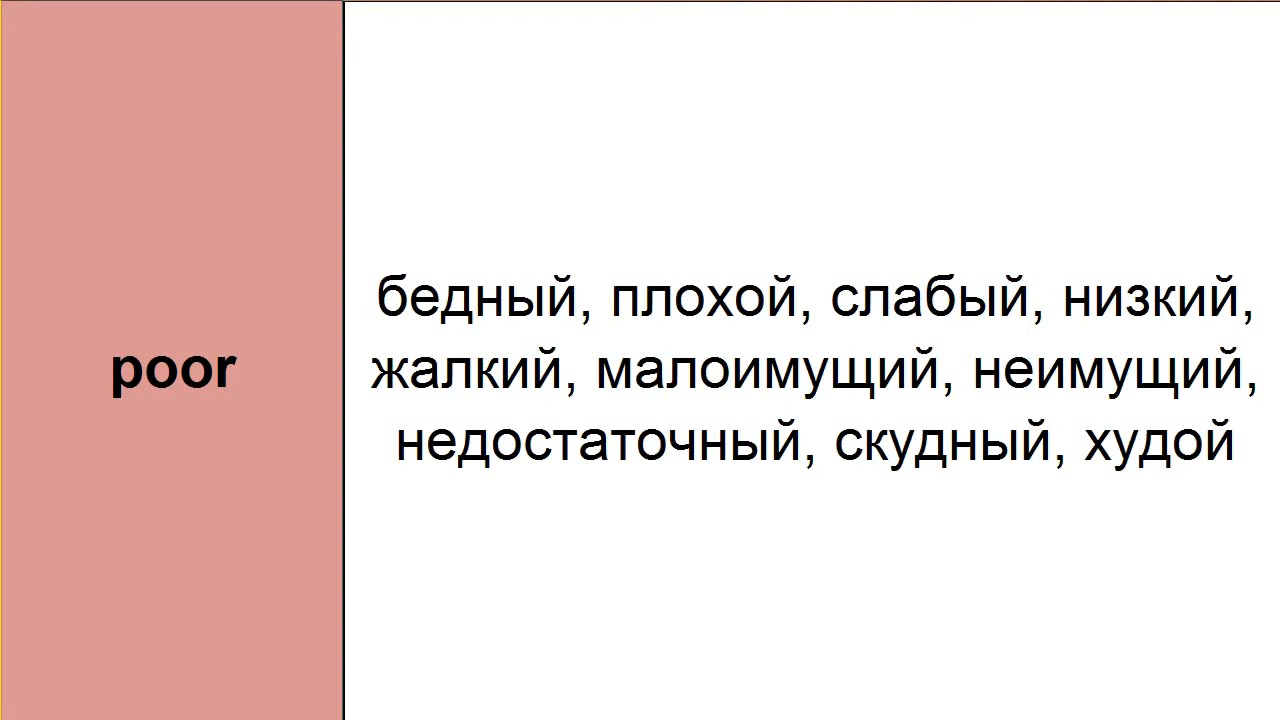 poor
бедный, плохой, слабый, низкий,
жалкий, малоимущий, неимущий,
недостаточный, скудный, худой